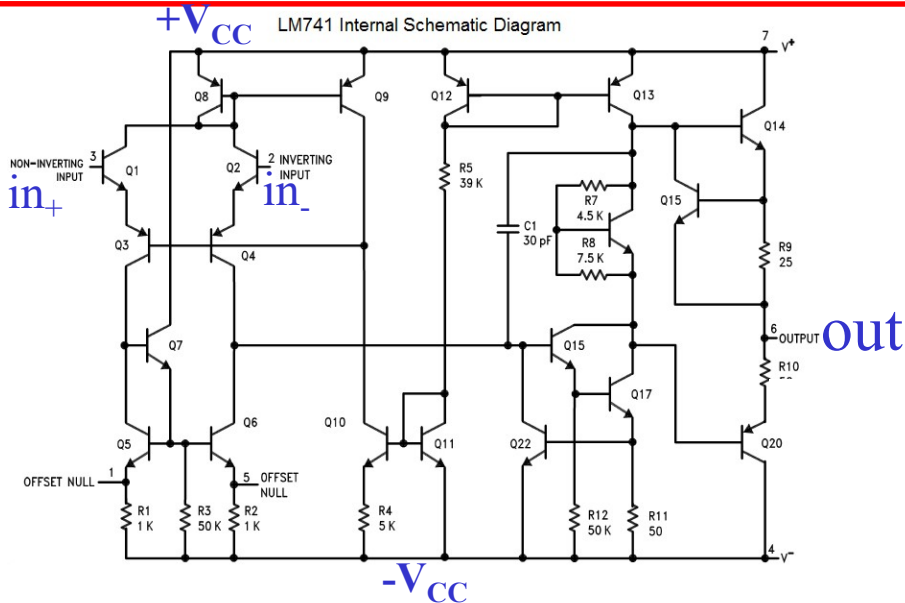 +VCC
LM741 Internal Schematic Diagram
7
V+
Q8
Q9
Q12
Q13
Q14
3
NON-INVERTING
INPUT
Q1
Q2
2 INVERTING
INPUT
in+
in-
R5
39 K
R7
4.5 K
Q15
C1
30 pF
R8
7.5 K
Q3
Q4
R9
25
Q7
Q15
6
OUTPUT
out
R10
Q17
Q5
Q6
Q10
Q11
Q22
Q20
1
OFFSET NULL
5 OFFSET
NULL
R1
1 K
R3
50 K
R2
1 K
R4
5 K
R12
50 K
R11
50
4
V-
-VCC